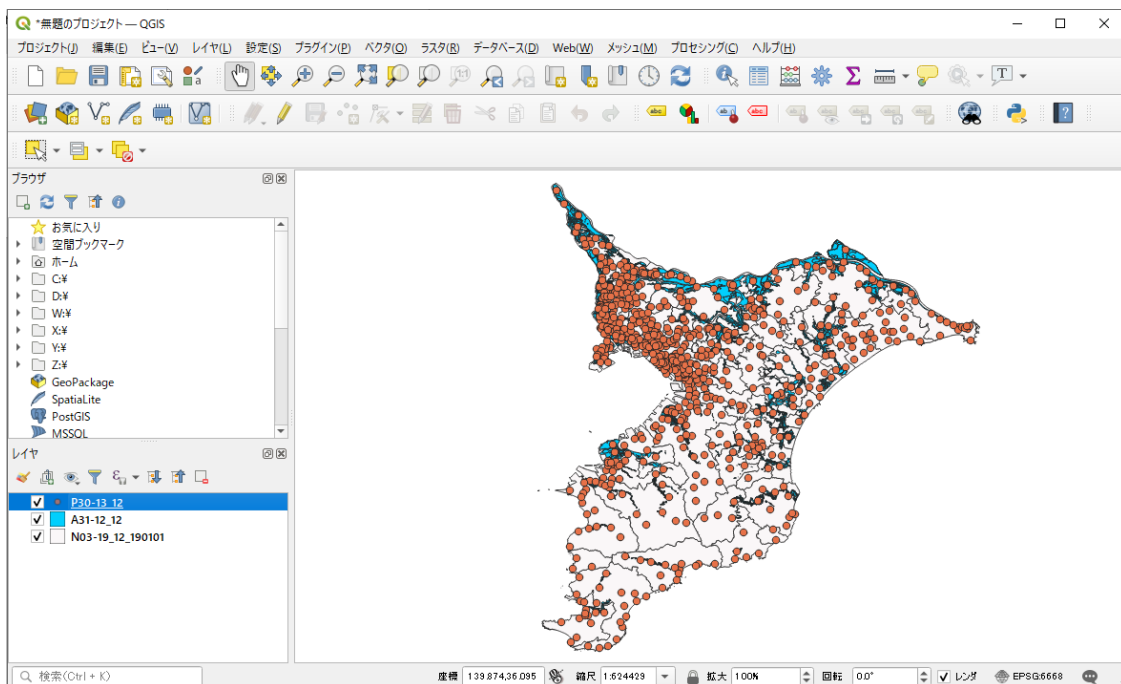 *無題のプロジェクト — QGIS
プロジェクト(J) 編集(E) ビュー(V) レイヤ(L) 設定(S) プラグイン(P) ベクタ(O) ラスタ(R) データベース(D) Web(W) メッシュ(M) プロセシング(C) ヘルプ(H)
ブラウザ
お気に入り
空間ブックマーク
ホーム
C:¥
D:¥
W:¥
X:¥
Y:¥
Z:¥
GeoPackage
SpatiaLite
PostGIS
MSSQL
レイヤ
P30-13_12
A31-12_12
N03-19_12_190101
検索(Ctrl + K)
座標 139.874,36.095 縮尺 1:624429 拡大 100% 回転 0.0° レンダ EPSG:6668